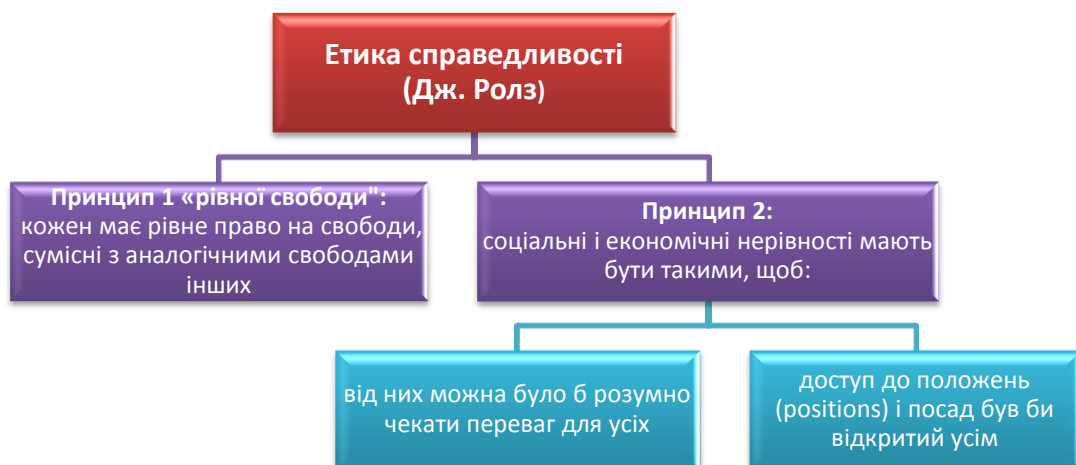 Етика справедливості
(Дж. Ролз)
Принцип 1 «рівної свободи":
кожен має рівне право на свободи,
сумісні з аналогічними свободами
інших
Принцип 2:
соціальні і економічні нерівності мають
бути такими, щоб:
від них можна було б розумно
чекати переваг для усіх
доступ до положень
(positions) і посад був би
відкритий усім